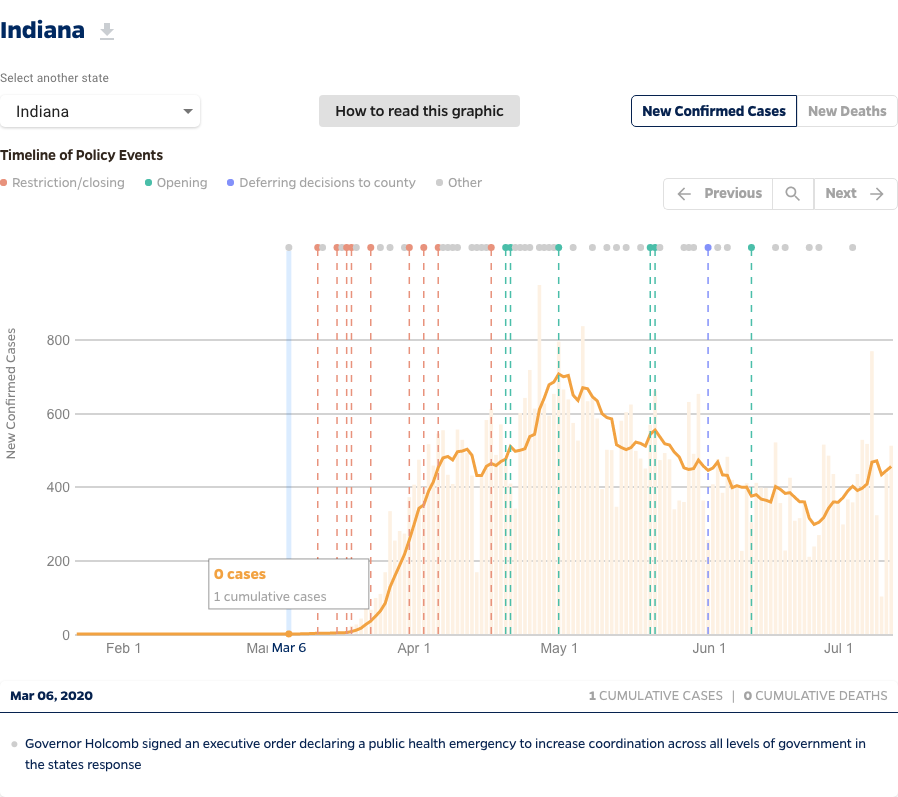 Indiana
Select another state
Indiana
How to read this graphic
New Confirmed Cases
New Deaths
Timeline of Policy Events
Restriction/closing
Opening
Deferring decisions to county
Other
Previous
Next
New Confirmed Cases
800
600
400
200
0
0 cases
1 cumulative cases
Feb 1
Mar 6
Apr 1
May 1
Jun 1
Jul 1
Mar 06, 2020
1 CUMULATIVE CASES | 0 CUMULATIVE DEATHS
Governor Holcomb signed an executive order declaring a public health emergency to increase coordination across all levels of government in
the states response